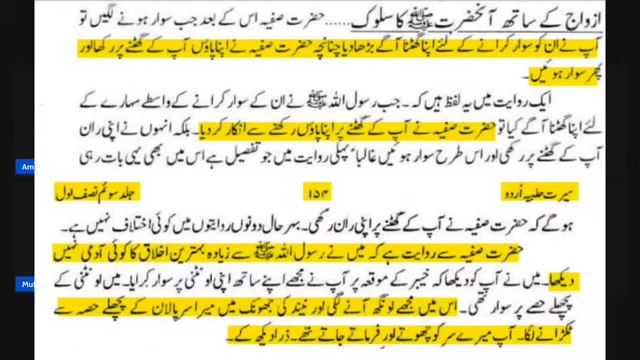 ازواج کے ساتھ آنحضرت ﷺ کا سلوک ...... حضرت صفیہ اس کے بعد جب سوار ہونے لگیں تو
آپ نے ان کو سوار کرانے کے لئے اپنا گھٹنا آگے بڑھا دیا چنانچہ حضرت صفیہ نے اپنا پاؤں آپ کے گھٹنے پر رکھا اور
پھر سوار ہوئیں۔
ایک روایت میں یہ لفظ ہیں کہ۔ جب رسول اللہ ﷺ نے ان کے سوار کرانے کے واسطے سہارے کے
لئے اپنا گھٹنا آگے کیا تو حضرت صفیہ نے آپ کے گھٹنے پر اپنا پاؤں رکھنے سے انکار کر دیا۔ بلکہ انہوں نے اپنی ران
آپ کے گھٹنے پر رکھی اور اس طرح سوار ہوئیں غالباً پہلی روایت میں جو تفصیل ہے اس میں بھی یہی بات رہی
Am
سیرت حلبیہ اُردو ۱۵۴ جلد سوئم نصف اول
ہو گے کہ حضرت صفیہ نے آپ کے گھٹنے پر اپنی ران رکھی۔ بہر حال دونوں روایتوں میں کوئی اختلاف نہیں ہے۔
حضرت صفیہ سے روایت ہے کہ میں نے رسول اللہ ﷺ سے زیادہ بہترین اخلاق کا کوئی آدمی نہیں
دیکھا۔ میں نے آپ کو دیکھا کہ خیبر کے موقعہ پر آپ نے مجھے اپنے ساتھ اپنی اونٹنی پر سوار کرایا۔ میں اونٹنی کے
Mu
پچھلے حصے پر سوار تھی۔ اس میں مجھے اونگھ آنے لگی اور نیند کی جھونک میں میرا سر پالان کے پچھلے حصہ سے
ٹکرانے لگا۔ آپ میرے سر کو چھوتے اور فرماتے جاتے تھے۔ ذرا دیکھ کے۔